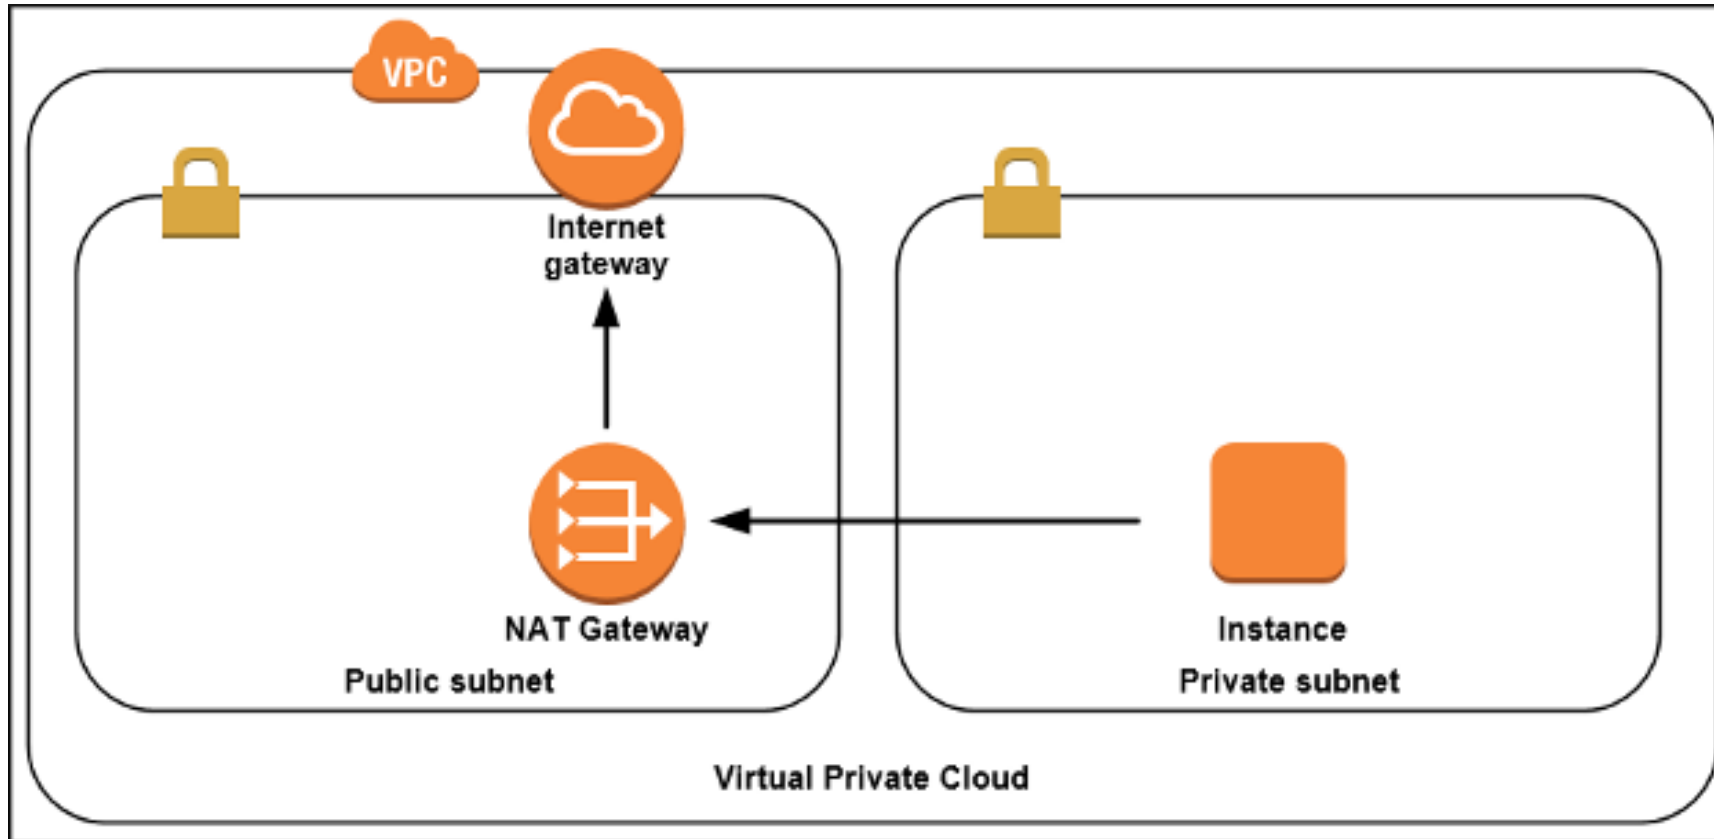 VPC
Internet
gateway
NAT Gateway
Public subnet
Instance
Private subnet
Virtual Private Cloud